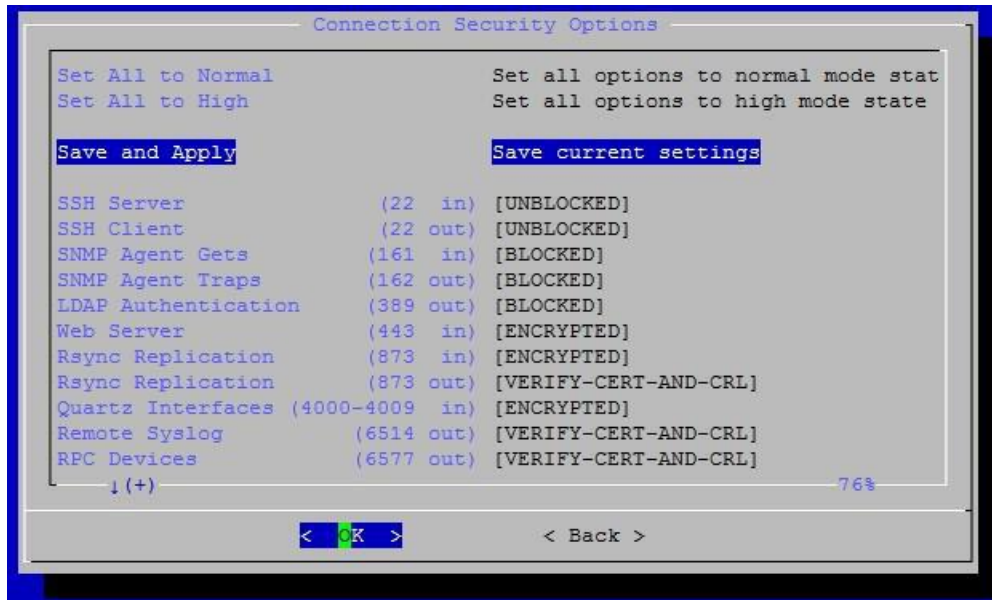 Connection Security Options
Set All to Normal Set all options to normal mode stat
Set All to High Set all options to high mode state
Save and Apply Save current settings
SSH Server (22 in) [UNBLOCKED]
SSH Client (22 out) [UNBLOCKED]
SNMP Agent Gets (161 in) [BLOCKED]
SNMP Agent Traps (162 out) [BLOCKED]
LDAP Authentication (389 out) [BLOCKED]
Web Server (443 in) [ENCRYPTED]
Rsync Replication (873 in) [ENCRYPTED]
Rsync Replication (873 out) [VERIFY-CERT-AND-CRL]
Quartz Interfaces (4000-4009 in) [ENCRYPTED]
Remote Syslog (6514 out) [VERIFY-CERT-AND-CRL]
RPC Devices (6577 out) [VERIFY-CERT-AND-CRL]
↓(+) 76%
< OK > < Back >